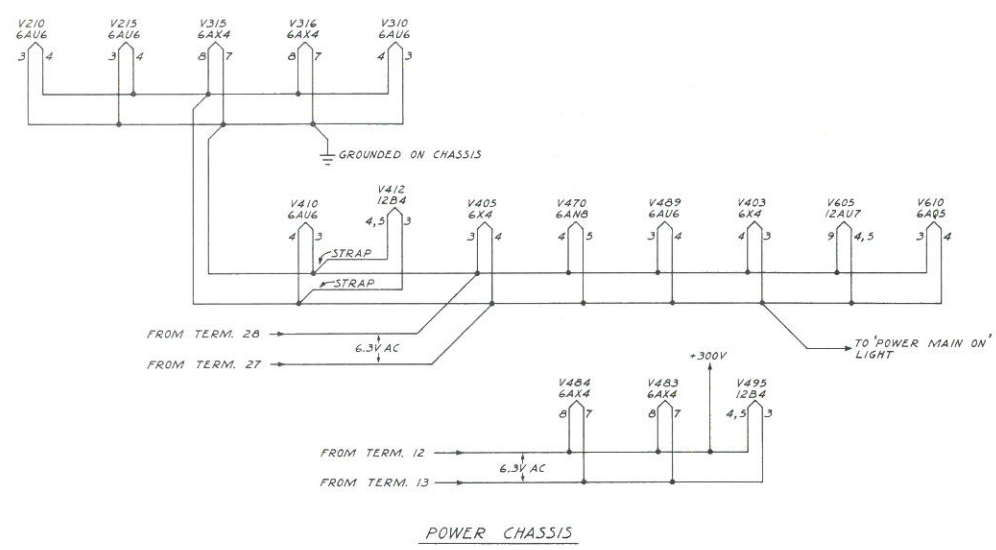 V210 V215 V315 V316 V310
6AU6 6AU6 6AX4 6AX4 6AU6
3 4 3 4 8 7 8 7 4 3
GROUNDED ON CHASSIS
V410 V412 V405 V470 V489 V403 V605 V610
6AU6 12B4 6X4 6AN8 6AU6 6X4 12AU7 6AQ5
4 3 4,5 3 3 4 4 5 3 4 4 3 9 4,5 3 4
STRAP
STRAP
FROM TERM. 28
6.3V AC
FROM TERM. 27
TO 'POWER MAIN ON'
LIGHT
+300V
V484 V483 V495
6AX4 6AX4 12B4
8 7 8 7 4,5 3
FROM TERM. 12
6.3V AC
FROM TERM. 13
POWER CHASSIS